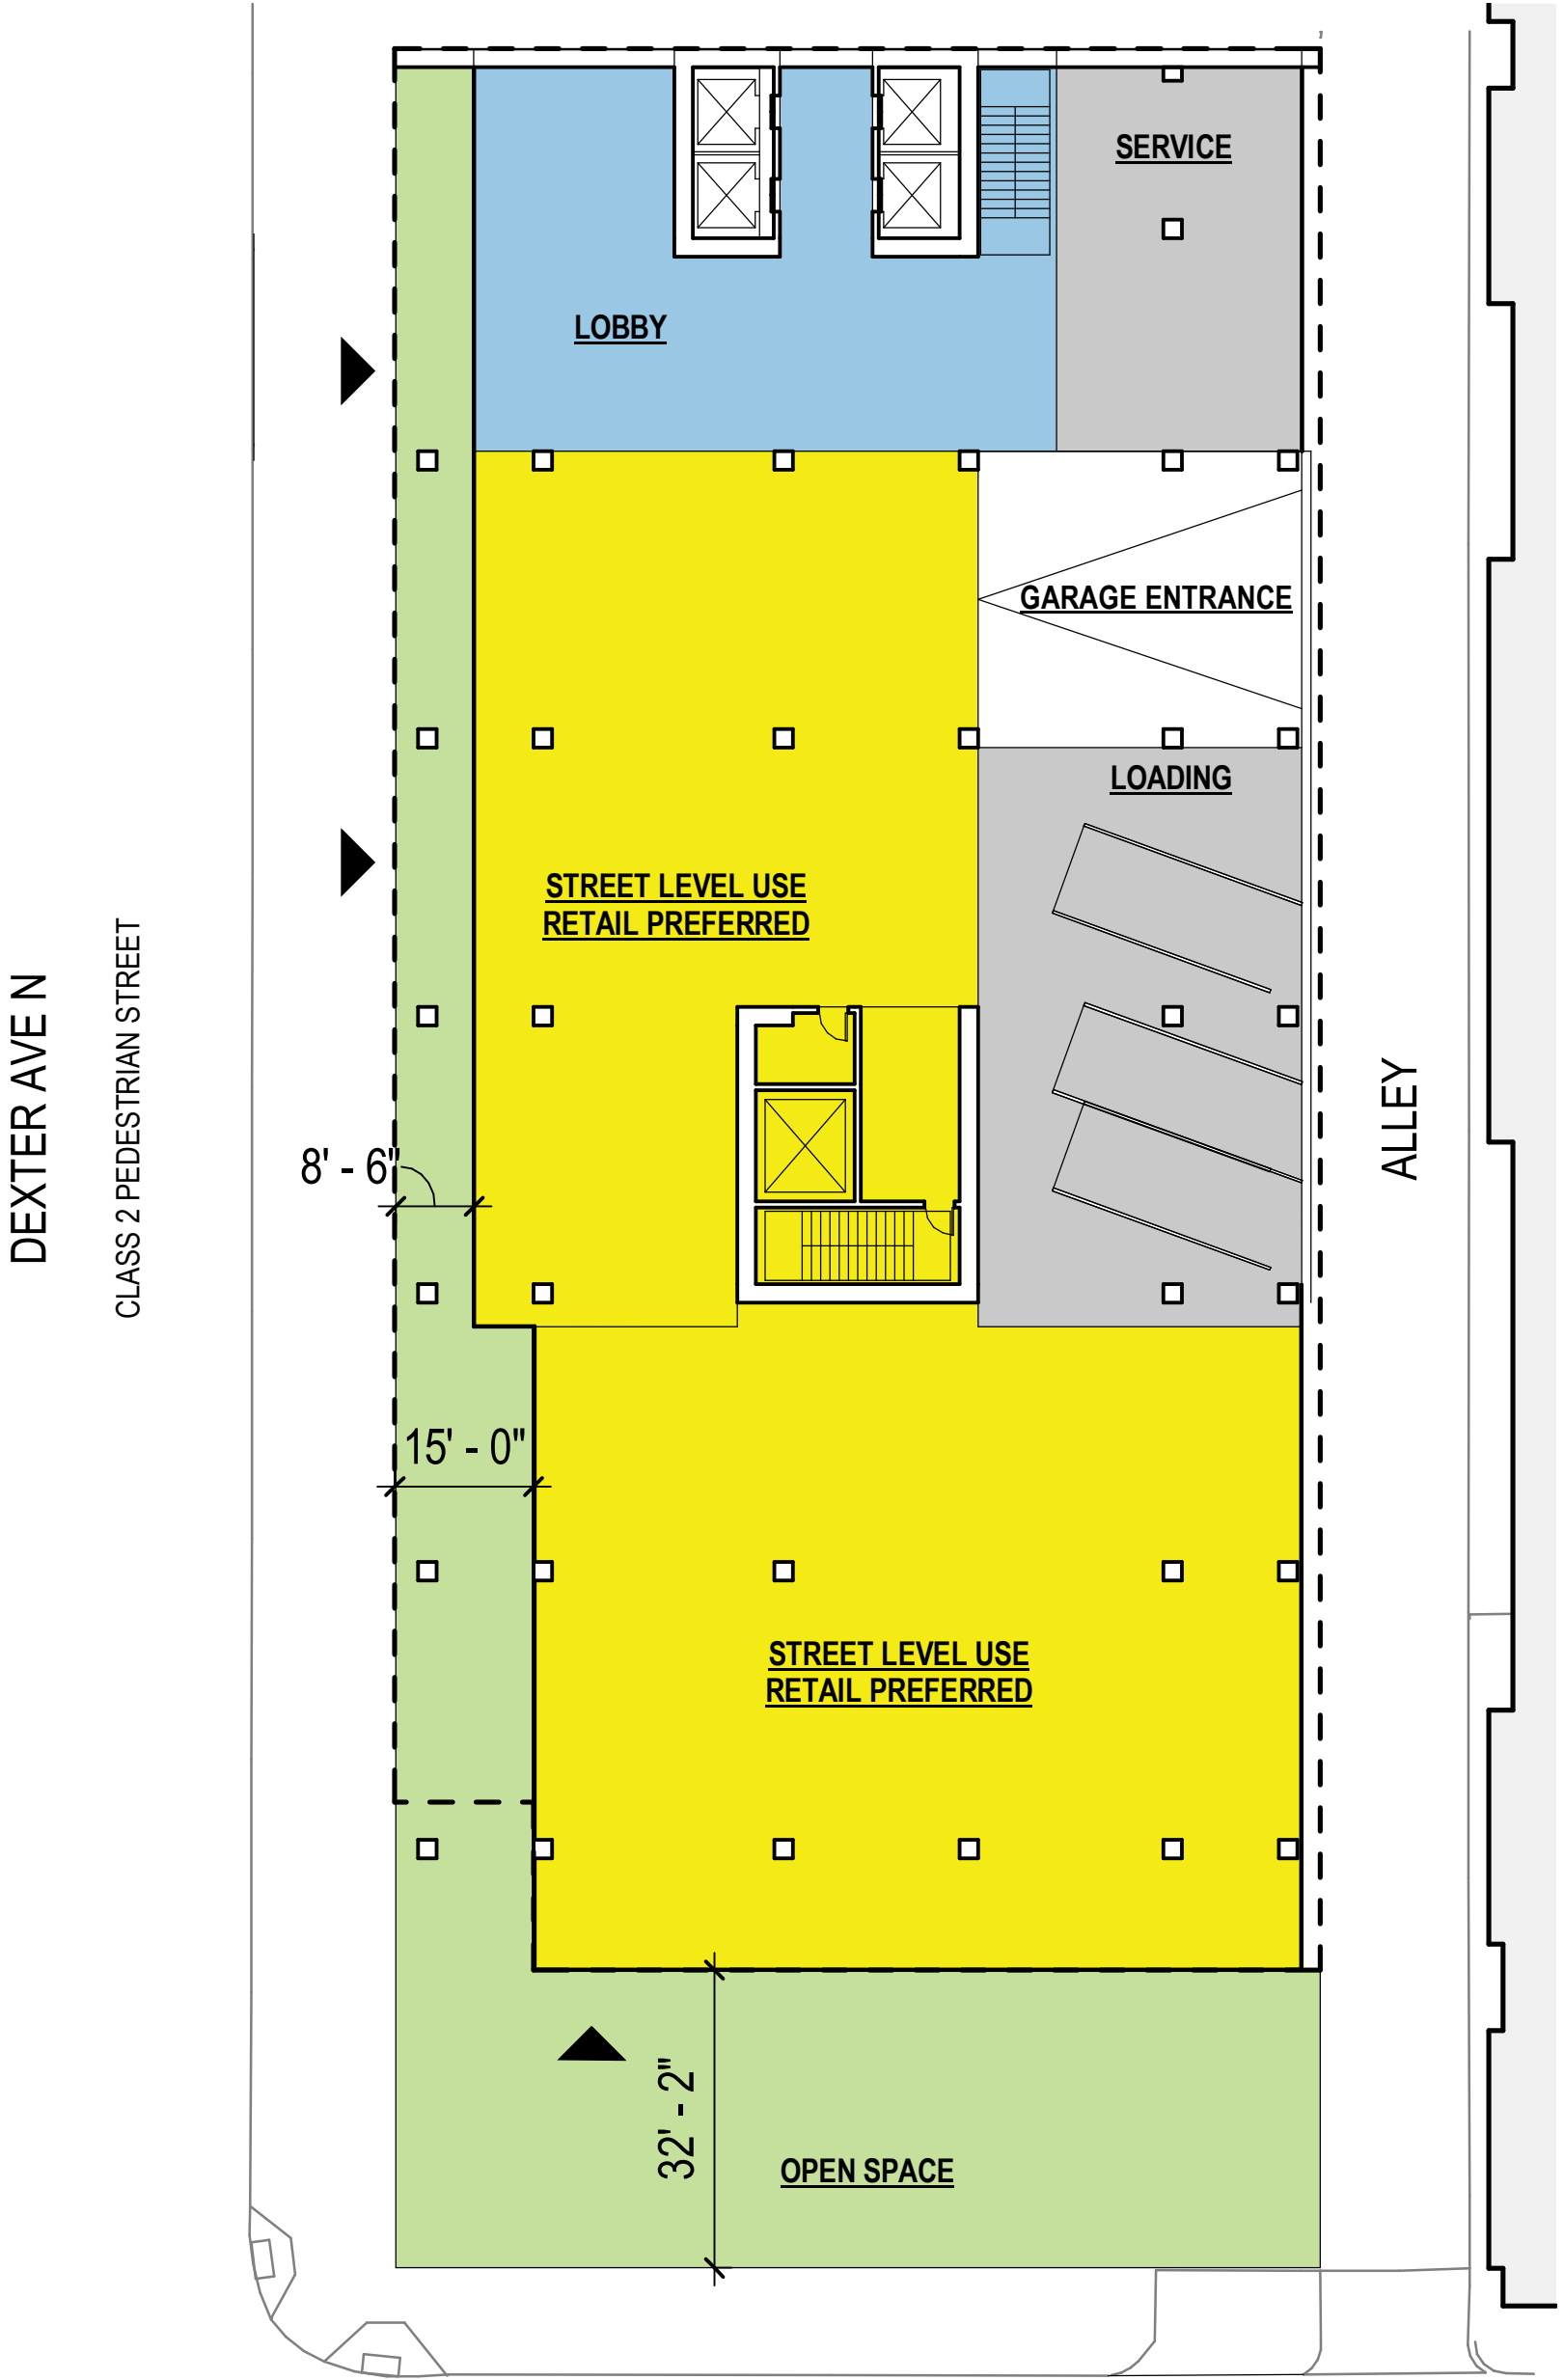 SERVICE
LOBBY
GARAGE ENTRANCE
LOADING
STREET LEVEL USE
RETAIL PREFERRED
DEXTER AVE N
CLASS 2 PEDESTRIAN STREET
ALLEY
8' - 6"
15' - 0"
STREET LEVEL USE
RETAIL PREFERRED
32' - 2"
OPEN SPACE